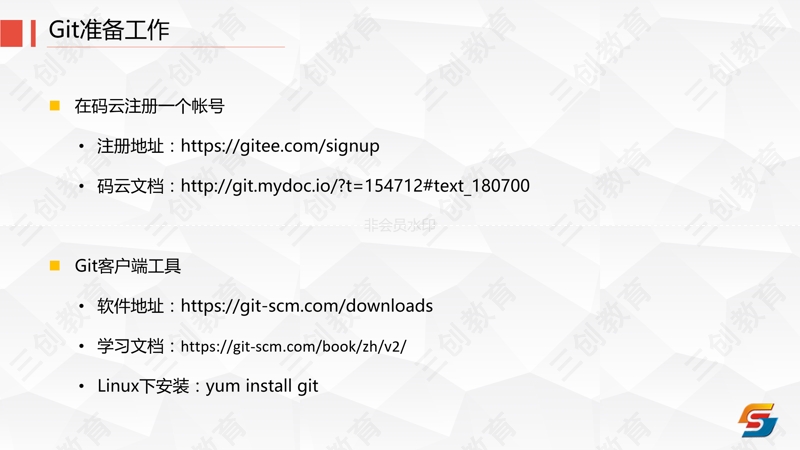 Git准备工作
在码云注册一个帐号
注册地址：https://gitee.com/signup
码云文档：http://git.mydoc.io/?t=154712#text_180700
非会员水印
Git客户端工具
软件地址：https://git-scm.com/downloads
学习文档：https://git-scm.com/book/zh/v2/
Linux下安装：yum install git
三创教育